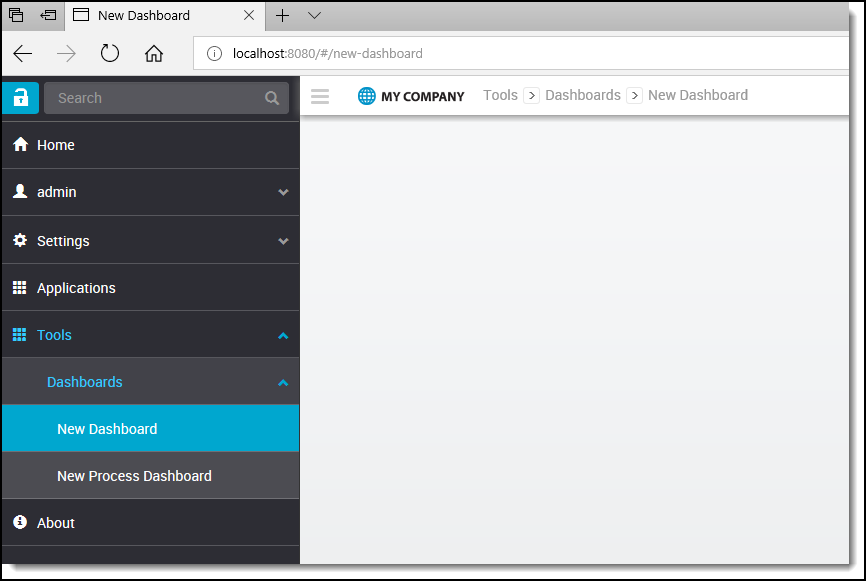 New Dashboard
localhost:8080/#/new-dashboard
Search
MY COMPANY Tools > Dashboards > New Dashboard
Home
admin
Settings
Applications
Tools
Dashboards
New Dashboard
New Process Dashboard
About